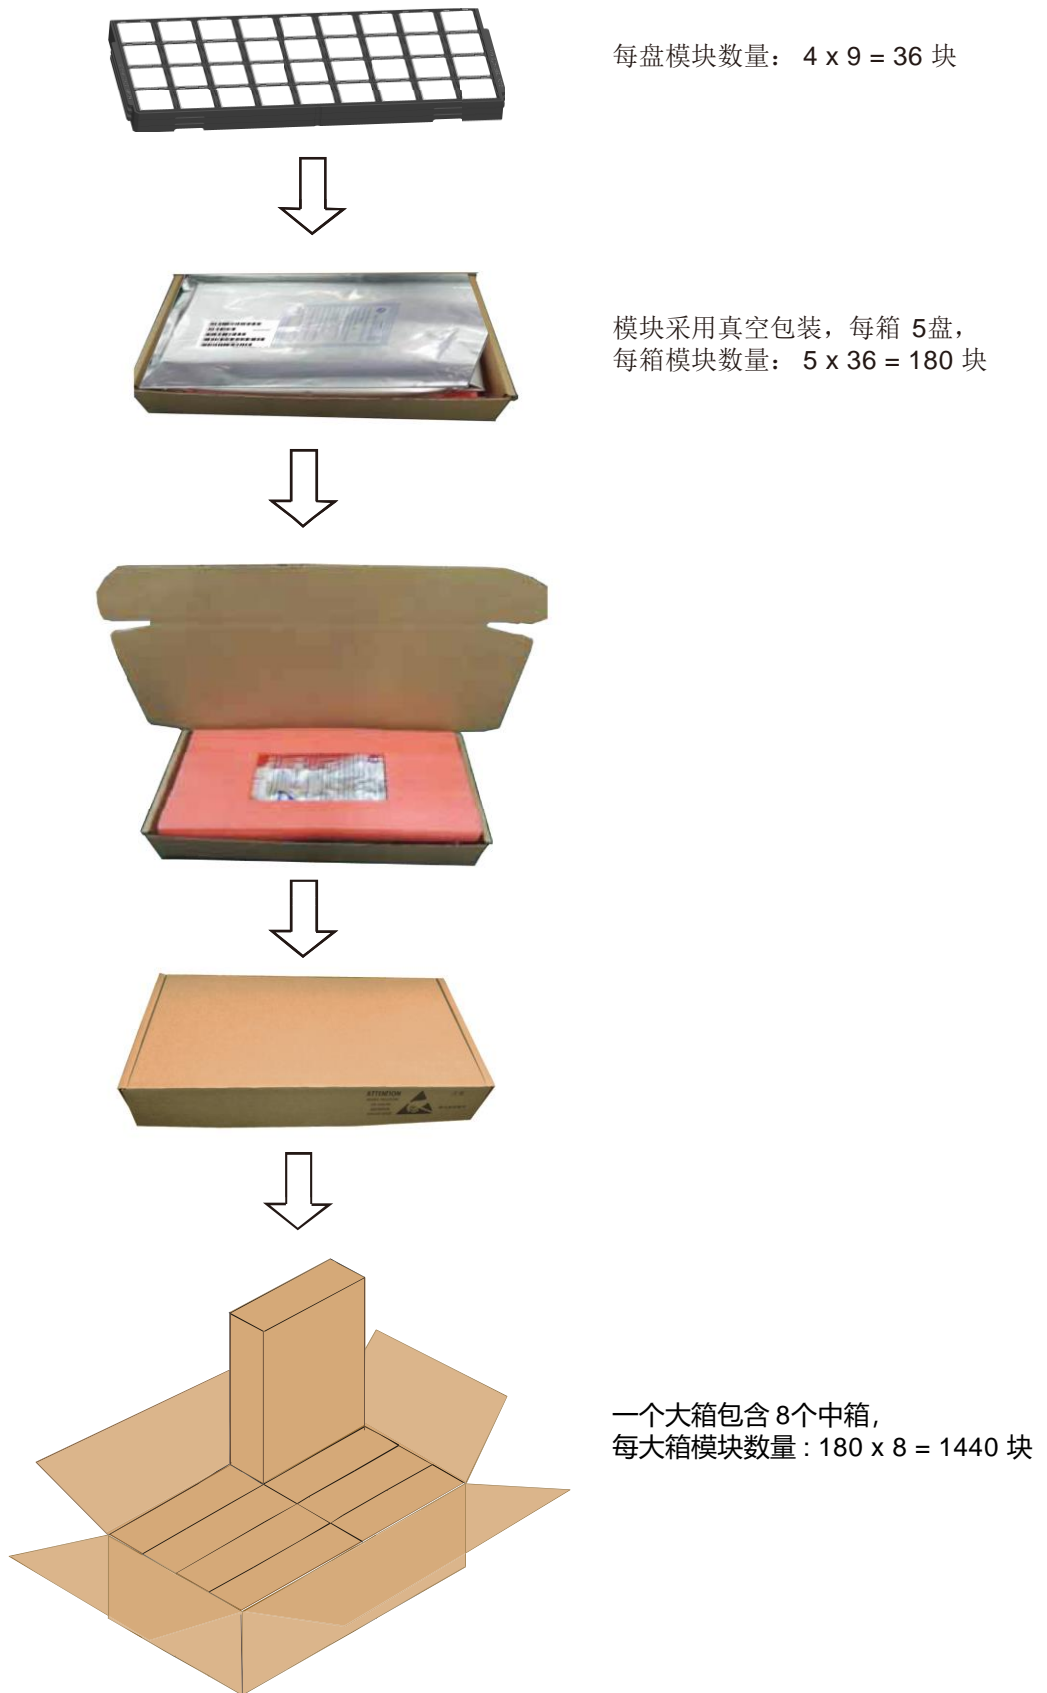 每盘模块数量： 4 x 9 = 36 块
模块采用真空包装，每箱 5盘，
每箱模块数量： 5 x 36 = 180 块
ATTENTION
一个大箱包含 8个中箱，
每大箱模块数量 : 180 x 8 = 1440 块